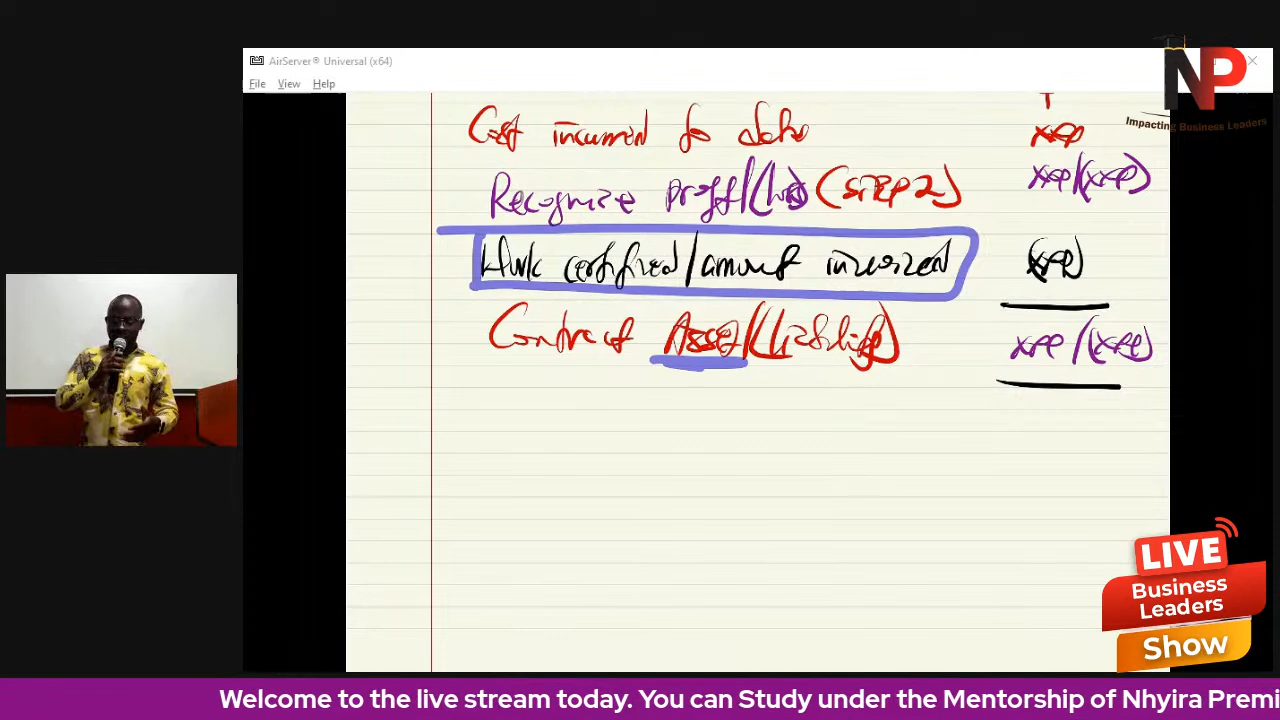 AirServer® Universal (x64)
File View Help
NP
Impacting Business Leaders
Cost incurred to date xxx
Recognize profit/(loss) (STEP 2) xxx/(xxx)
Work certified/amount invoiced (xxx)
Contract Asset/(Liability) xxx/(xxx)
LIVE
Business
Leaders
Show
Welcome to the live stream today. You can Study under the Mentorship of Nhyira Premi